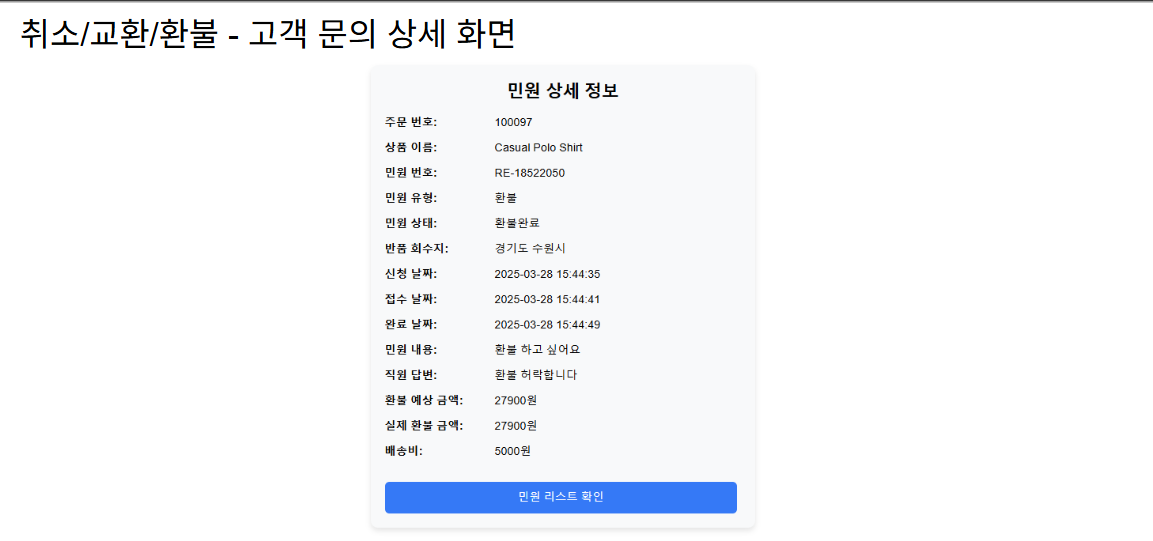 취소/교환/환불 - 고객 문의 상세 화면
민원 상세 정보
주문 번호: 100097
상품 이름: Casual Polo Shirt
민원 번호: RE-18522050
민원 유형: 환불
민원 상태: 환불완료
반품 회수지: 경기도 수원시
신청 날짜: 2025-03-28 15:44:35
접수 날짜: 2025-03-28 15:44:41
완료 날짜: 2025-03-28 15:44:49
민원 내용: 환불 하고 싶어요
직원 답변: 환불 허락합니다
환불 예상 금액: 27900원
실제 환불 금액: 27900원
배송비: 5000원
민원 리스트 확인